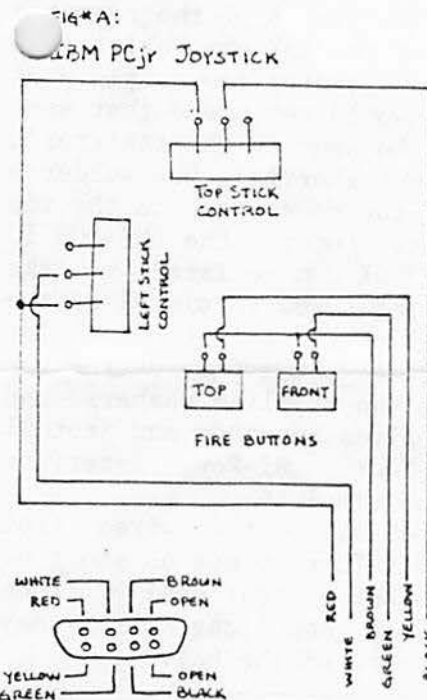 FIG# A:
IBM PCjr JOYSTICK
TOP STICK
CONTROL
LEFT STICK
CONTROL
TOP
FRONT
FIRE BUTTONS
RED
WHITE
BROWN
GREEN
YELLOW
BLACK
WHITE
BROWN
RED
OPEN
YELLOW
OPEN
GREEN
BLACK